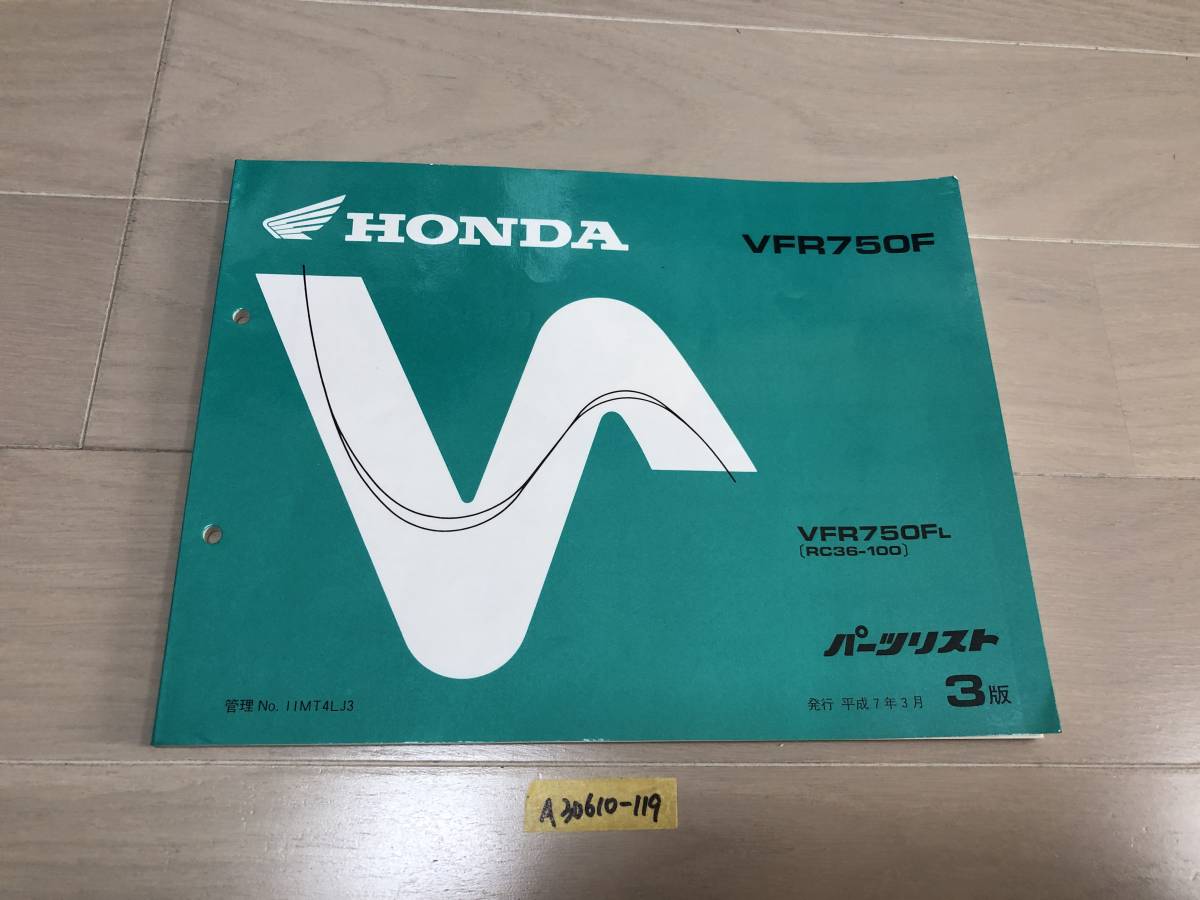 HONDA
VFR750F
VFR750FL
〔RC36-100〕
パーツリスト
管理 No. 11MT4LJ3
発行 平成7年3月 3版
A30610-119